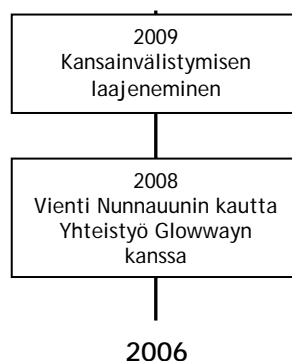 2009
Kansainvälistymisen
laajeneminen
2008
Vienti Nunnauunin kautta
Yhteistyö Glowwayn
kanssa
2006